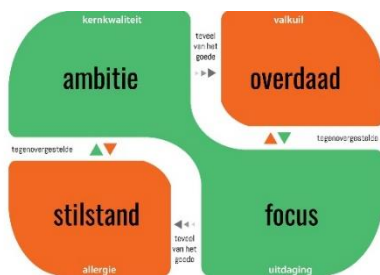 kernkwaliteit
ambitie
teveel
van het
goede
valkuil
overdaad
tegenovergestelde
tegenovergestelde
stilstand
allergie
teveel
van het
goede
focus
uitdaging